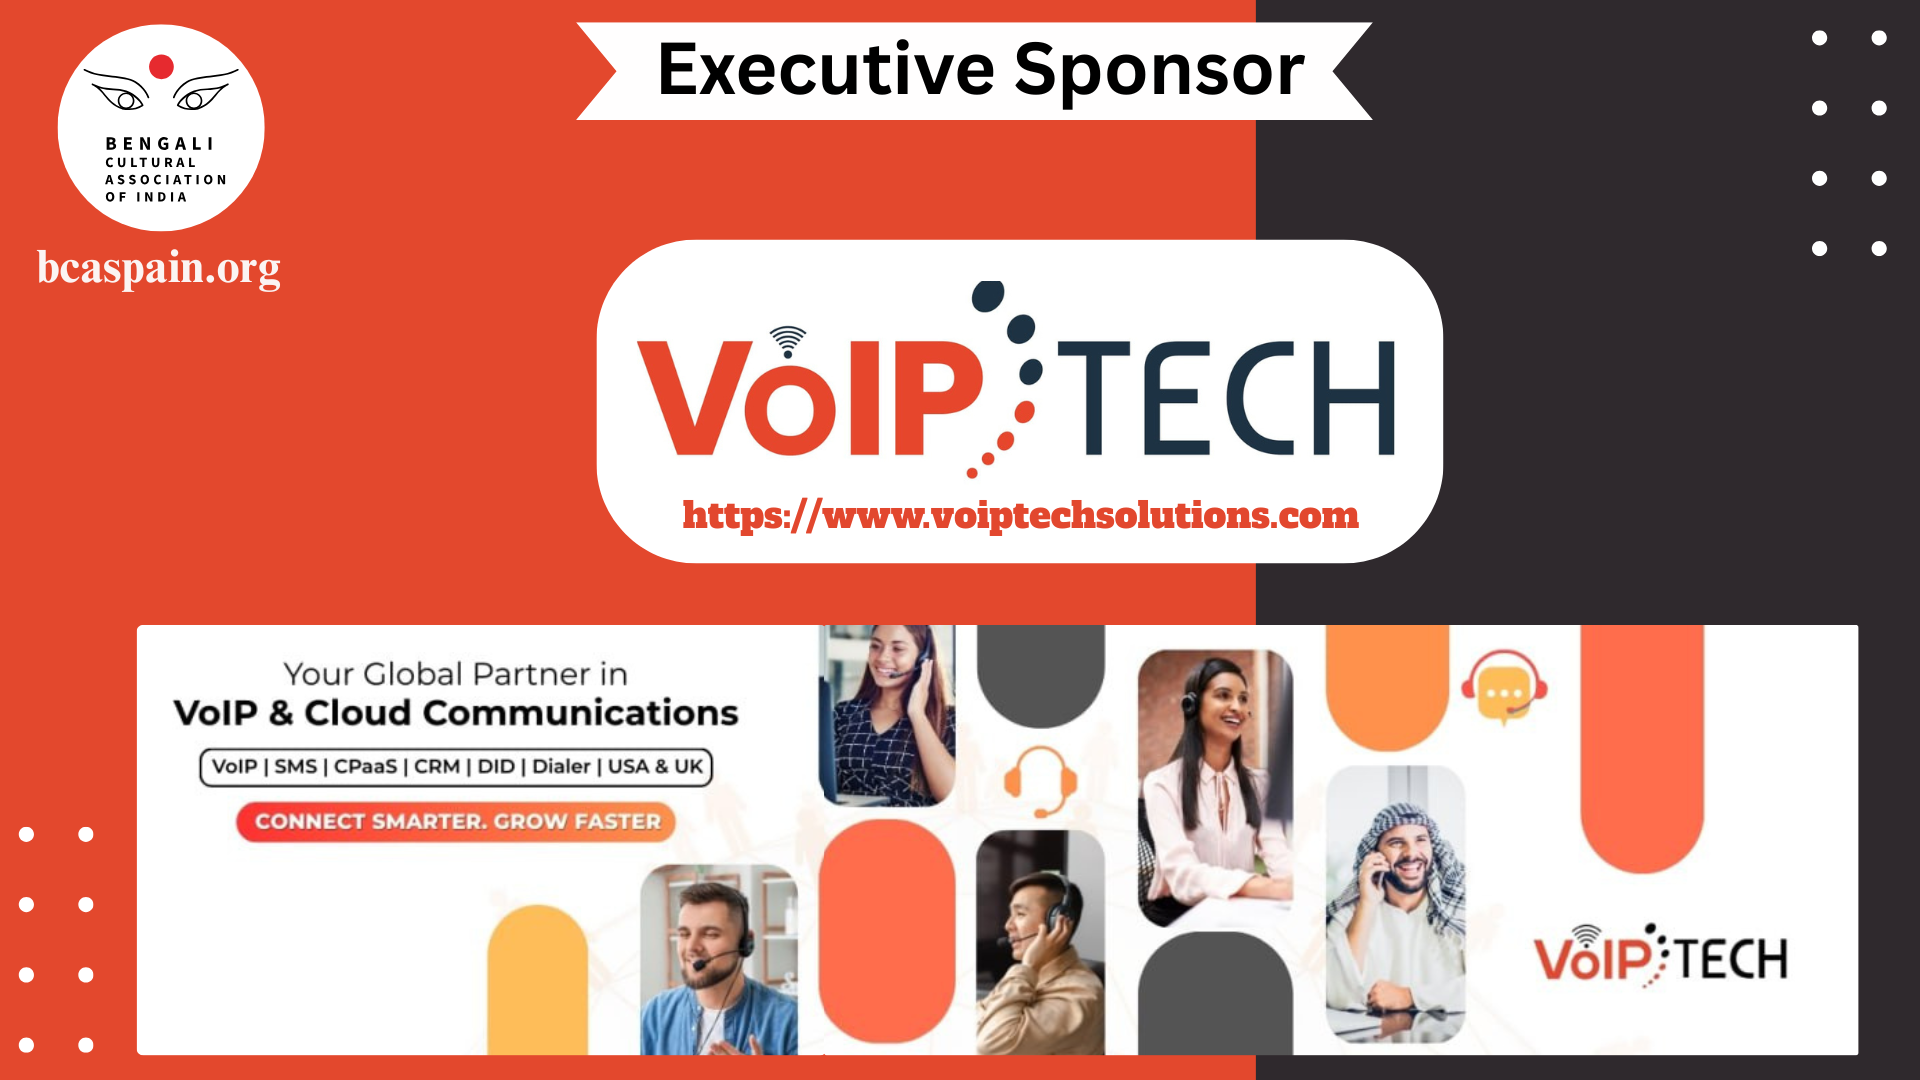 Executive Sponsor
BENGALI
CULTURAL
ASSOCIATION
OF INDIA
bcaspain.org
VoIP TECH
https://www.voiptechsolutions.com
Your Global Partner in
VoIP & Cloud Communications
VoIP | SMS | CPaaS | CRM | DID | Dialer | USA & UK
CONNECT SMARTER. GROW FASTER
VoIP TECH